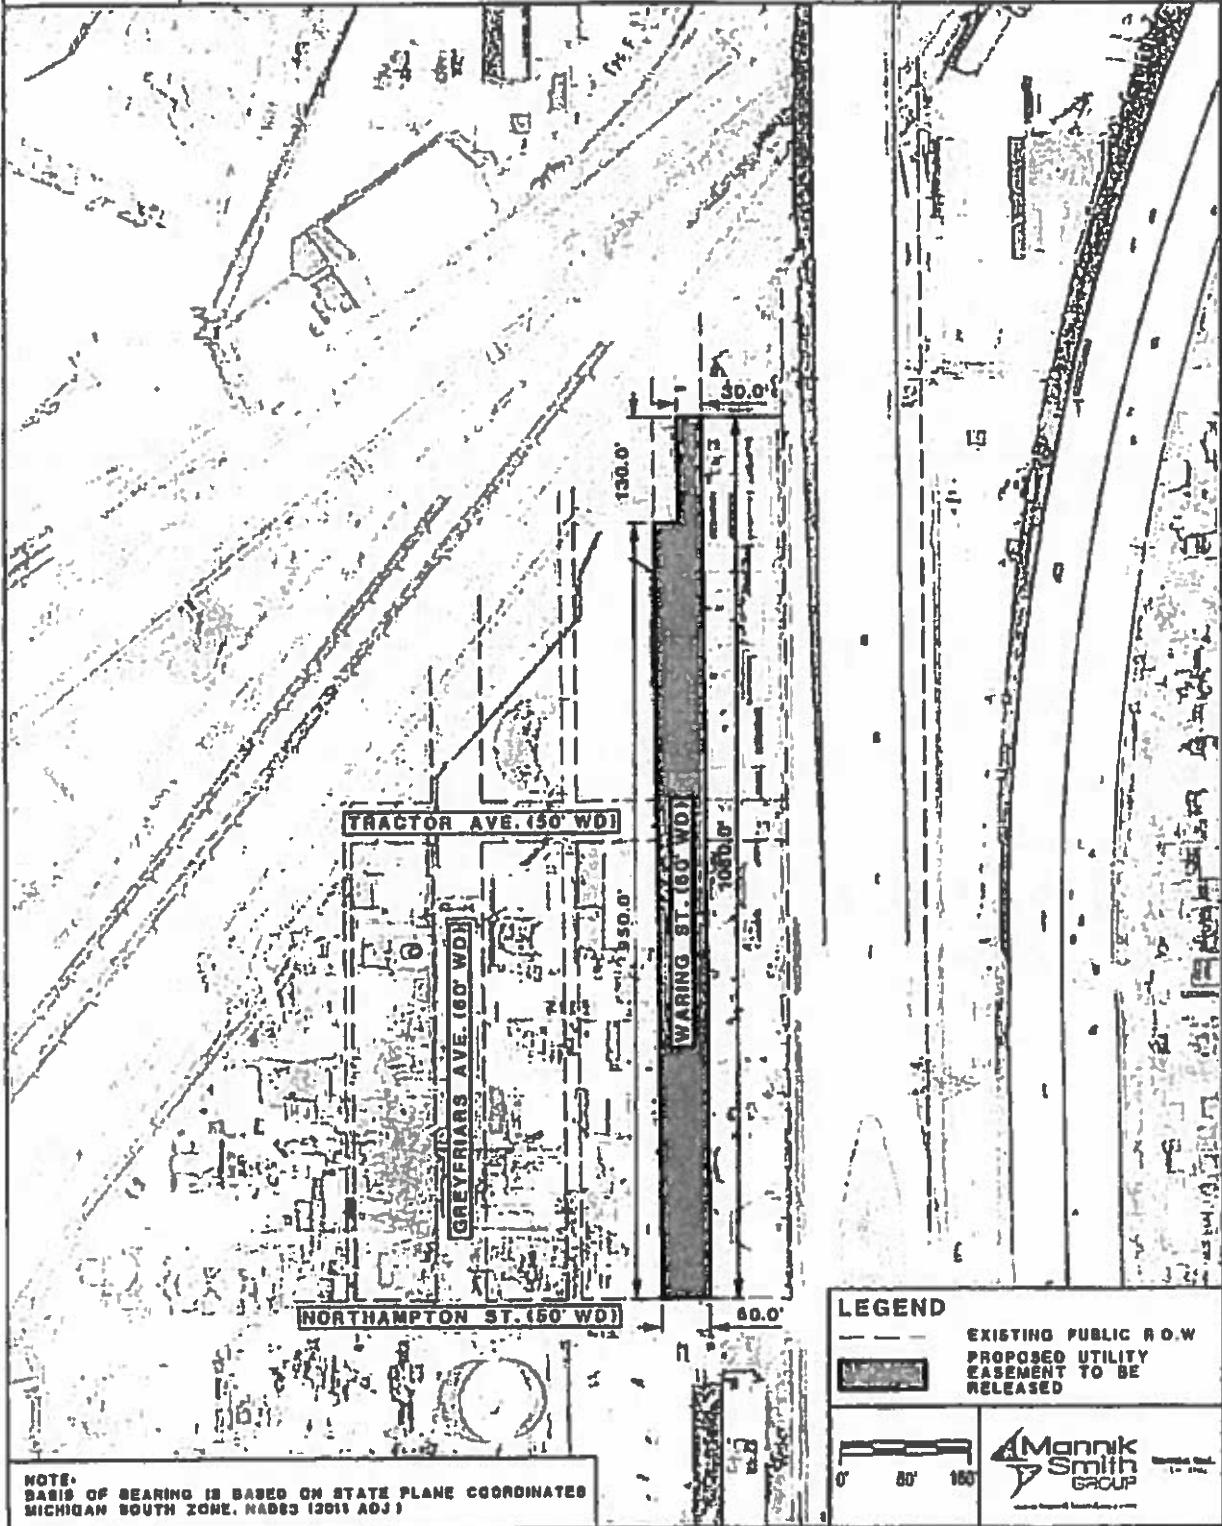 30.0'
130.0'
TRACTOR AVE. (50' WD)
WARING ST. (60' WD)
1080.0'
950.0'
GREYFRIARS AVE. (60' WD)
NORTHAMPTON ST. (50' WD)
60.0'
LEGEND
EXISTING PUBLIC R.O.W
PROPOSED UTILITY
EASEMENT TO BE
RELEASED
0' 80' 160'
Mannik
Smith
GROUP
NOTE:
BASIS OF BEARING IS BASED ON STATE PLANE COORDINATES
MICHIGAN SOUTH ZONE, NAD83 (2011 ADJ)